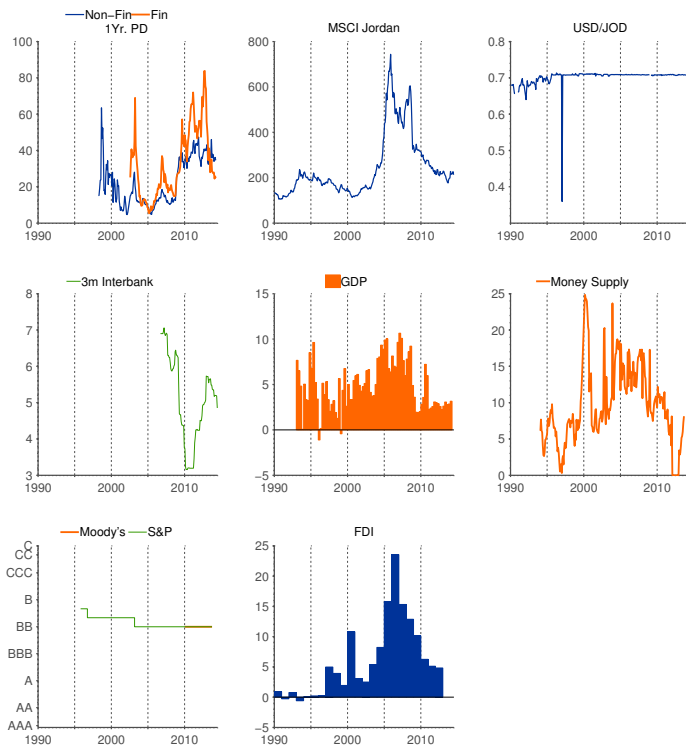 Non−Fin Fin
1Yr. PD
100
80
60
40
20
0
1990 2000 2010
MSCI Jordan
800
600
400
200
0
1990 2000 2010
USD/JOD
0.8
0.7
0.6
0.5
0.4
0.3
1990 2000 2010
3m Interbank
8
7
6
5
4
3
1990 2000 2010
GDP
15
10
5
0
−5
1990 2000 2010
Money Supply
25
20
15
10
5
0
1990 2000 2010
Moody's S&P
C
CC
CCC
B
BB
BBB
A
AA
AAA
1990 2000 2010
FDI
25
20
15
10
5
0
−5
1990 2000 2010